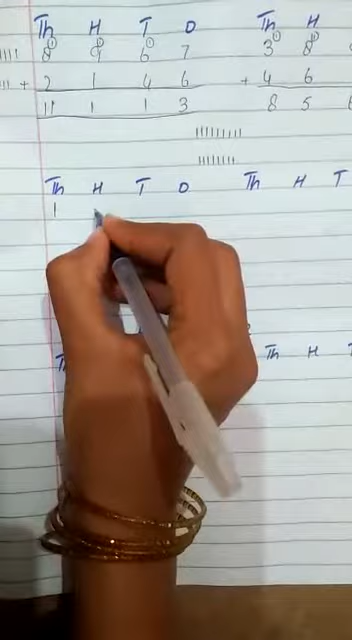 Th H T O Th H
8 9 6 7 3 8
+ 2 1 4 6 + 4 6
11 1 1 3 8 5 6
Th H T O Th H T
1
Th H